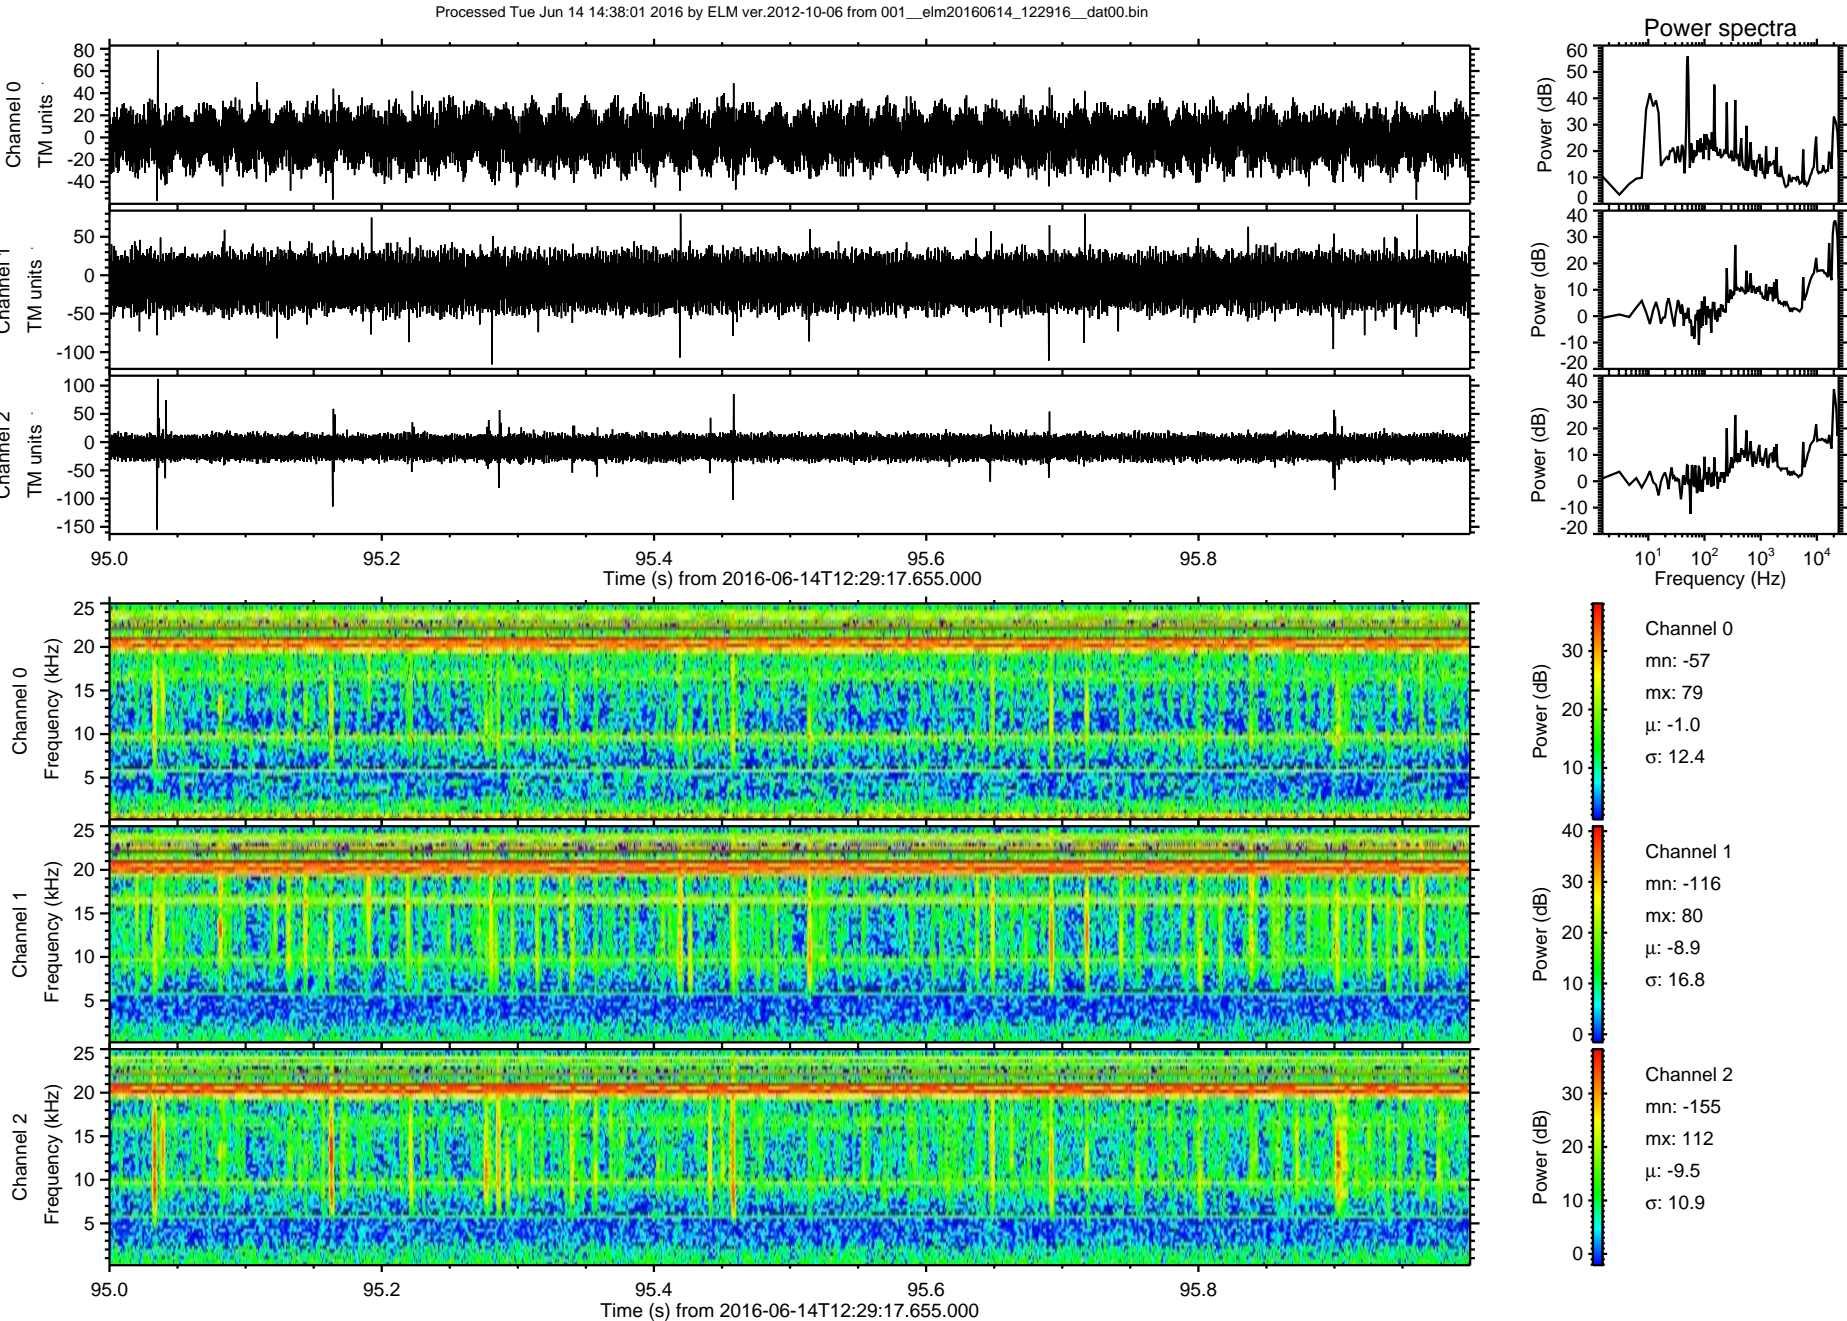 Processed Tue Jun 14 14:38:01 2016 by ELM ver.2012-10-06 from 001__elm20160614_122916__dat00.bin
Power spectra
Channel 0
TM units
80
60
40
20
0
-20
-40
Power (dB)
60
50
40
30
20
10
0
Channel 1
TM units
50
0
-50
-100
Power (dB)
40
30
20
10
0
-10
-20
Channel 2
TM units
100
50
0
-50
-100
-150
Power (dB)
40
30
20
10
0
-10
-20
95.0 95.2 95.4 95.6 95.8
Time (s) from 2016-06-14T12:29:17.655.000
10¹ 10² 10³ 10⁴
Frequency (Hz)
Channel 0
Frequency (kHz)
25
20
15
10
5
Power (dB)
30
20
10
Channel 0
mn: -57
mx: 79
μ: -1.0
σ: 12.4
Channel 1
Frequency (kHz)
25
20
15
10
5
Power (dB)
40
30
20
10
0
Channel 1
mn: -116
mx: 80
μ: -8.9
σ: 16.8
Channel 2
Frequency (kHz)
25
20
15
10
5
Power (dB)
30
20
10
0
Channel 2
mn: -155
mx: 112
μ: -9.5
σ: 10.9
95.0 95.2 95.4 95.6 95.8
Time (s) from 2016-06-14T12:29:17.655.000